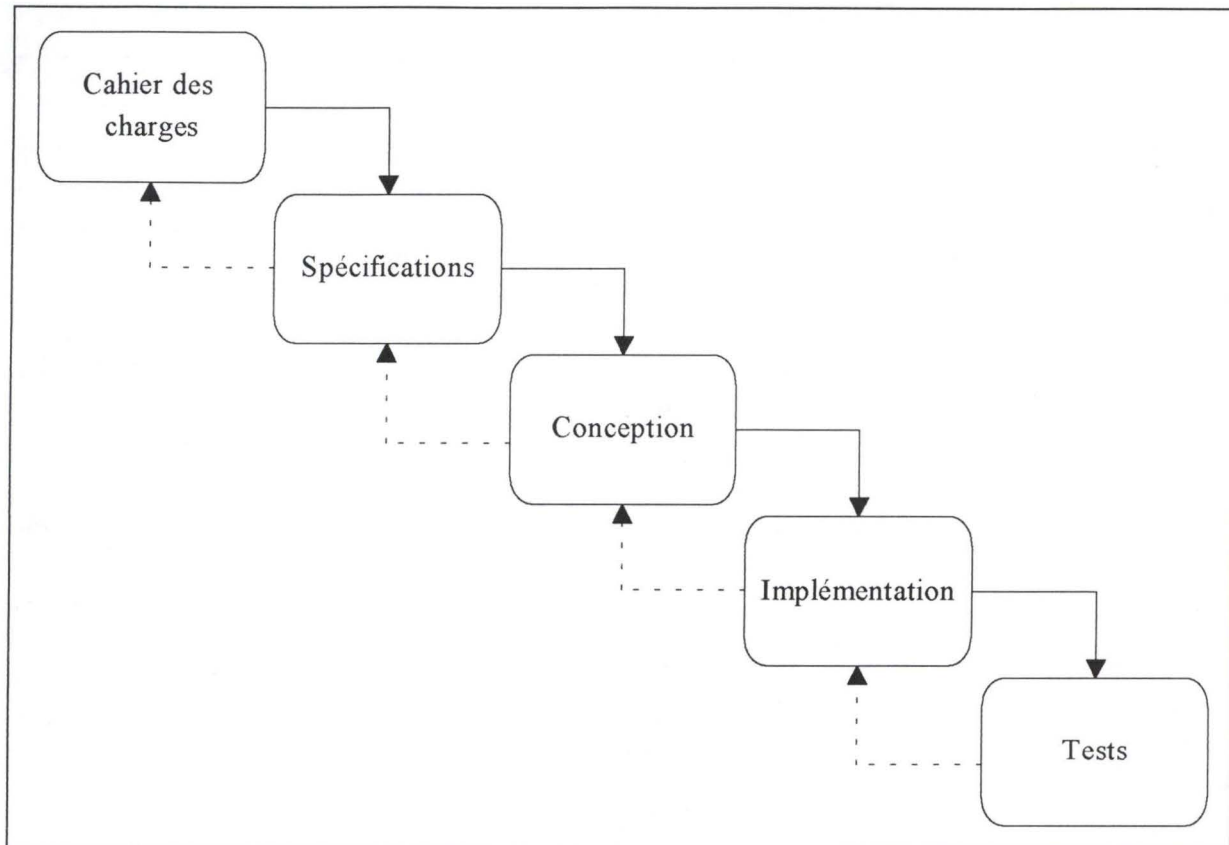 Cahier des
charges
Spécifications
Conception
Implémentation
Tests